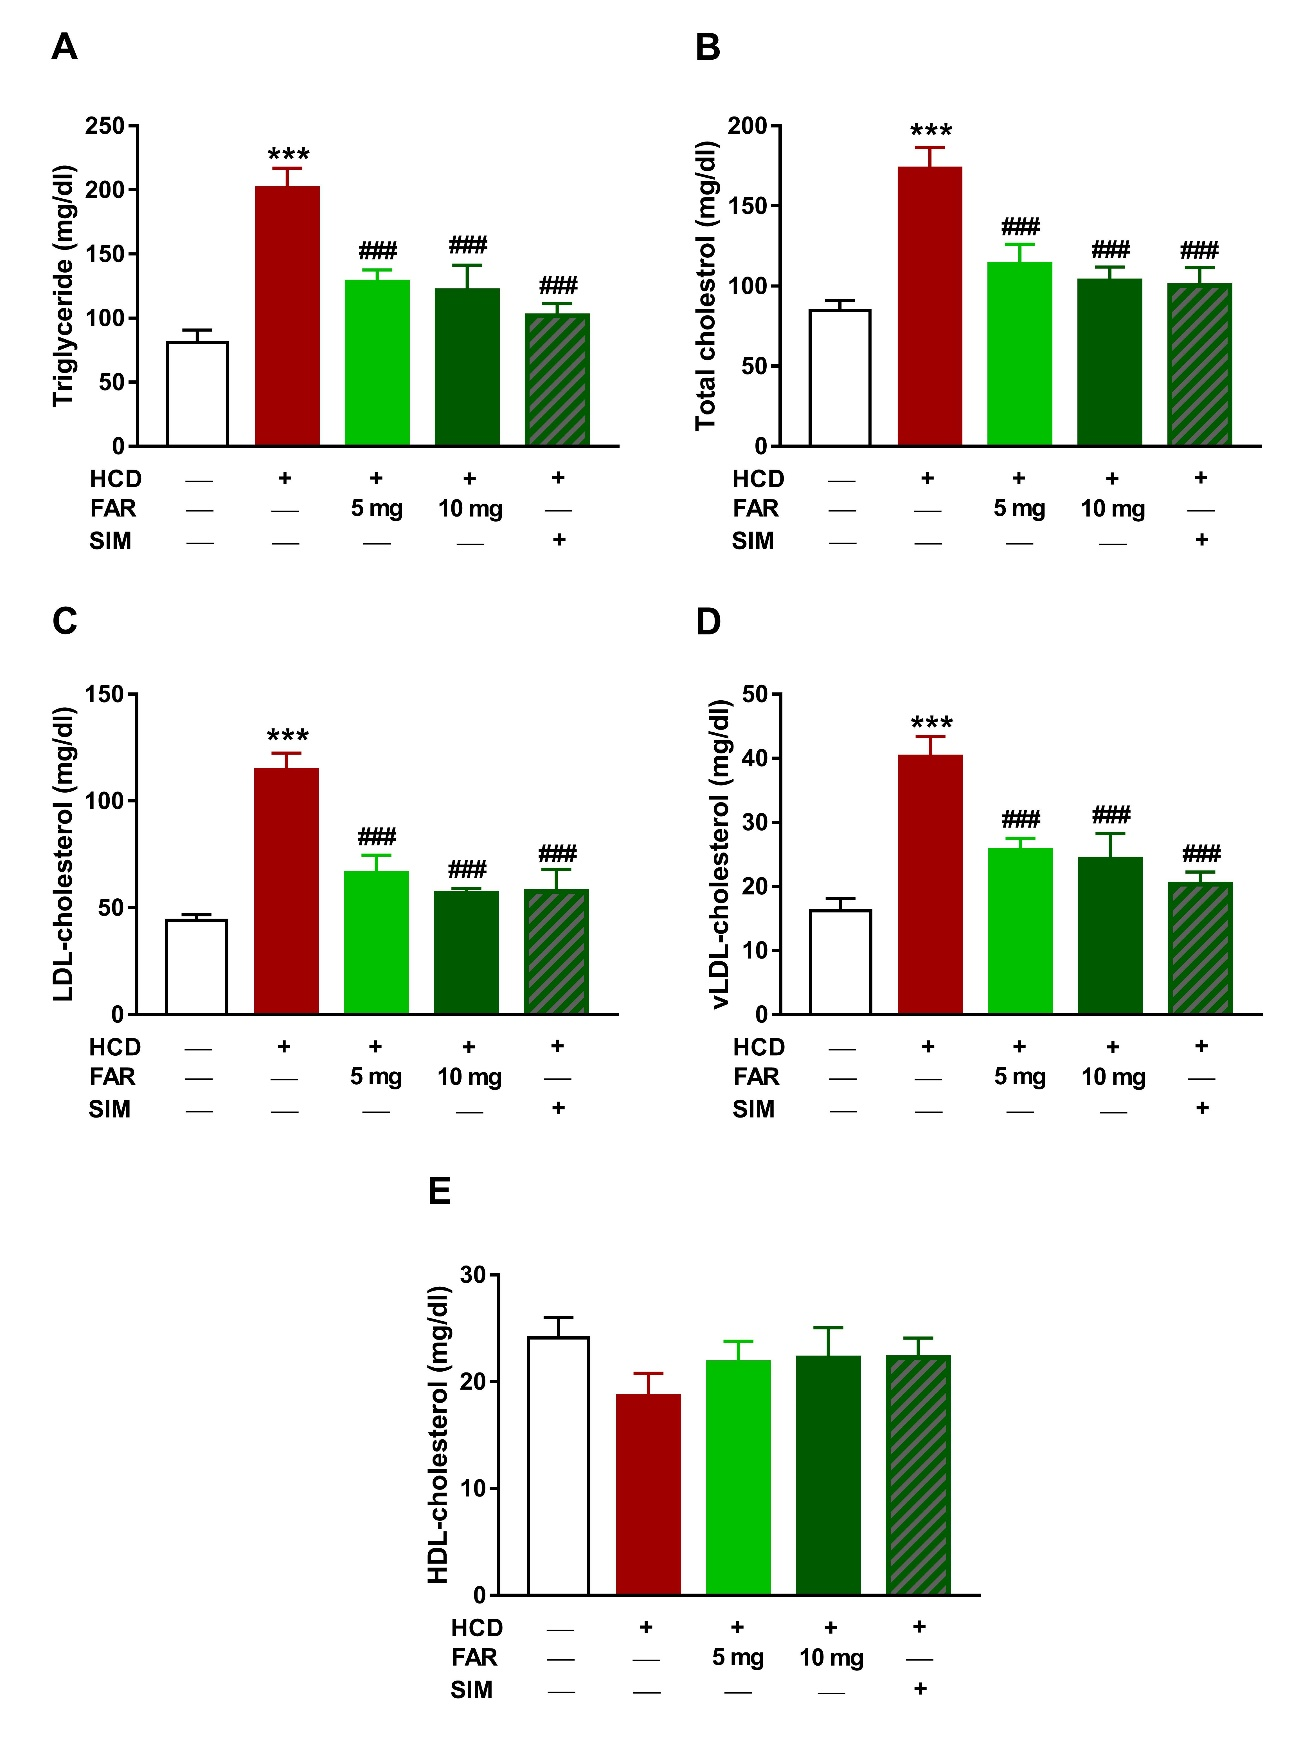 A
Triglyceride (mg/dl)
250
200
150
100
50
0
***
###
###
###
HCD — + + + +
FAR — — 5 mg 10 mg —
SIM — — — — +
B
Total cholestrol (mg/dl)
200
150
100
50
0
***
###
###
###
HCD — + + + +
FAR — — 5 mg 10 mg —
SIM — — — — +
C
LDL-cholesterol (mg/dl)
150
100
50
0
***
###
###
###
HCD — + + + +
FAR — — 5 mg 10 mg —
SIM — — — — +
D
vLDL-cholesterol (mg/dl)
50
40
30
20
10
0
***
###
###
###
HCD — + + + +
FAR — — 5 mg 10 mg —
SIM — — — — +
E
HDL-cholesterol (mg/dl)
30
20
10
0
HCD — + + + +
FAR — — 5 mg 10 mg —
SIM — — — — +